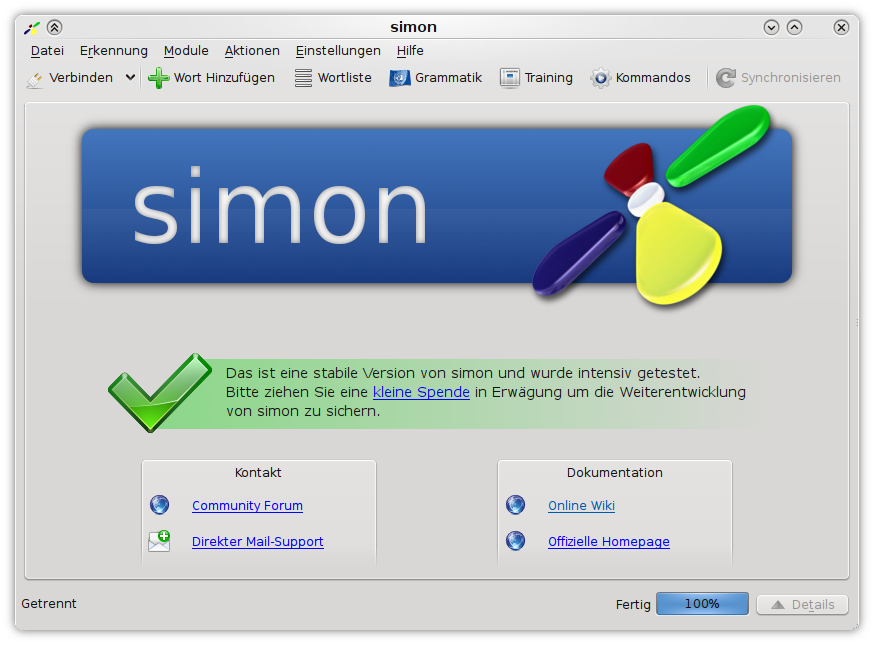 simon
Datei Erkennung Module Aktionen Einstellungen Hilfe
Verbinden Wort Hinzufügen Wortliste Grammatik Training Kommandos Synchronisieren
simon
Das ist eine stabile Version von simon und wurde intensiv getestet.
Bitte ziehen Sie eine kleine Spende in Erwägung um die Weiterentwicklung
von simon zu sichern.
Kontakt
Community Forum
Direkter Mail-Support
Dokumentation
Online Wiki
Offizielle Homepage
Getrennt Fertig 100% Details